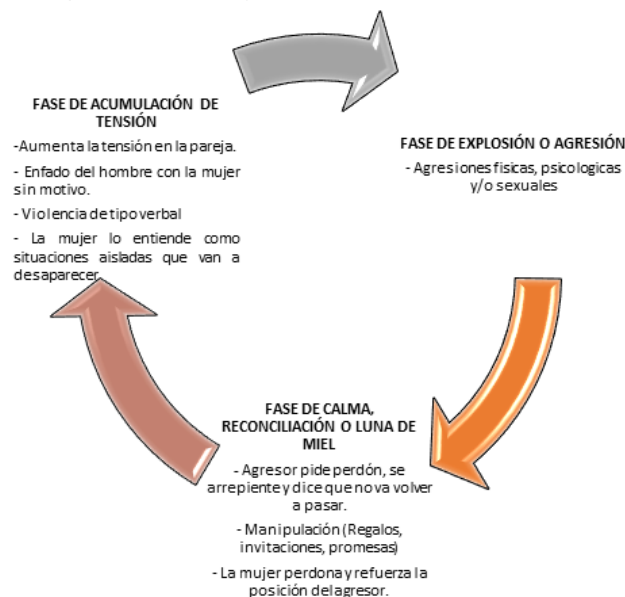 FASE DE ACUMULACIÓN DE
TENSIÓN
-Aumenta la tensión en la pareja.
- Enfado del hombre con la mujer
sin motivo.
- Violencia de tipo verbal
- La mujer lo entiende como
situaciones aisladas que van a
desaparecer.
FASE DE EXPLOSIÓN O AGRESIÓN
- Agresiones fisicas, psicologicas
y/o sexuales
FASE DE CALMA,
RECONCILIACIÓN O LUNA DE
MIEL
- Agresor pide perdón, se
arrepiente y dice que no va volver
a pasar.
- Manipulación (Regalos,
invitaciones, promesas)
- La mujer perdona y refuerza la
posición del agresor.